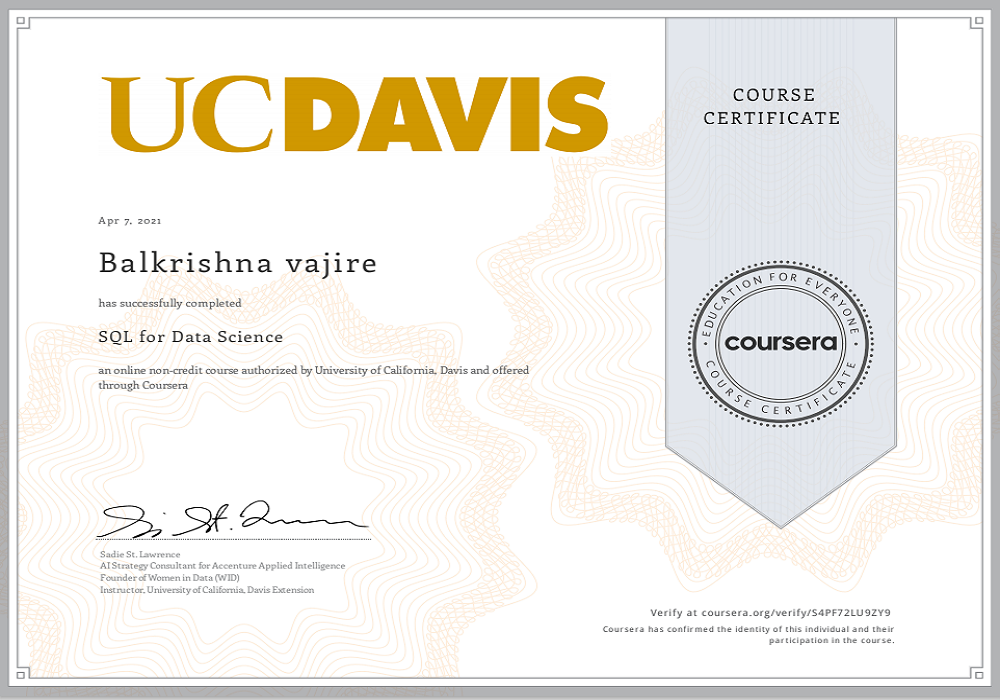 UCDAVIS
COURSE
CERTIFICATE
Apr 7, 2021
Balkrishna vajire
has successfully completed
SQL for Data Science
an online non-credit course authorized by University of California, Davis and offered
through Coursera
EDUCATION FOR EVERYONE
coursera
COURSE CERTIFICATE
Sadie St. Lawrence
AI Strategy Consultant for Accenture Applied Intelligence
Founder of Women in Data (WID)
Instructor, University of California, Davis Extension
Verify at coursera.org/verify/S4PF72LU9ZY9
Coursera has confirmed the identity of this individual and their
participation in the course.